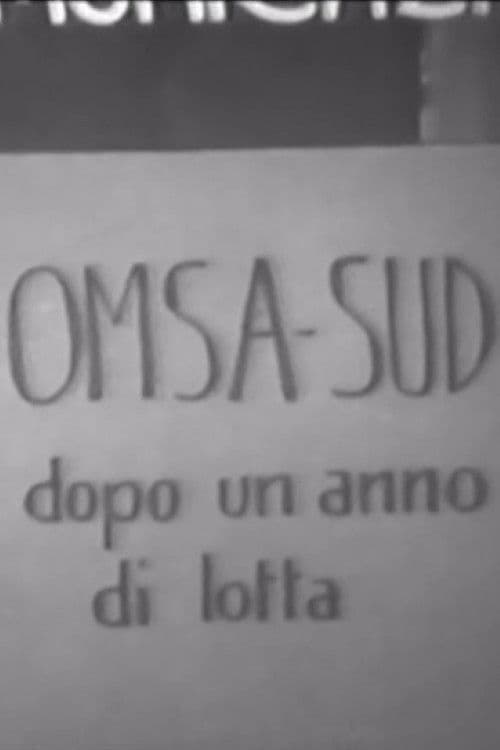 OMSA-SUD
dopo un anno
di lotta